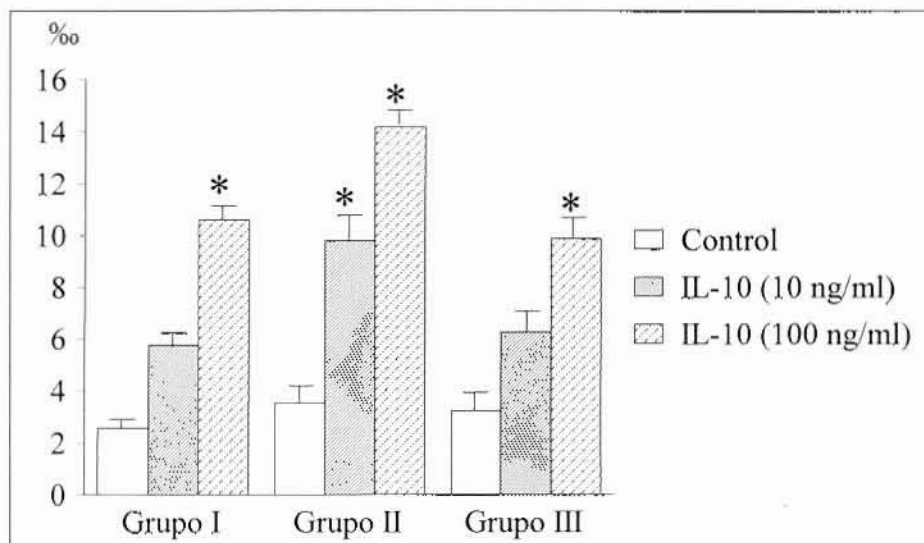 ‰
16
14
12
10
8
6
4
2
0
*
*
*
*
Grupo I
Grupo II
Grupo III
Control
IL-10 (10 ng/ml)
IL-10 (100 ng/ml)